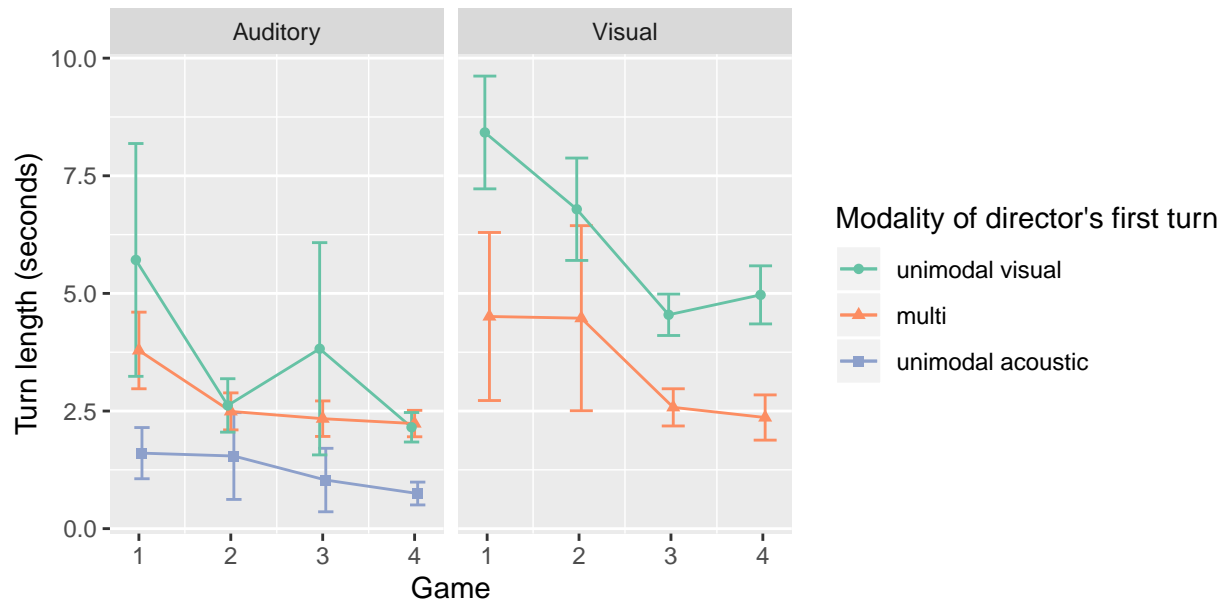 Auditory
Visual
10.0
7.5
5.0
2.5
0.0
Turn length (seconds)
1 2 3 4
1 2 3 4
Game
Modality of director's first turn
unimodal visual
multi
unimodal acoustic